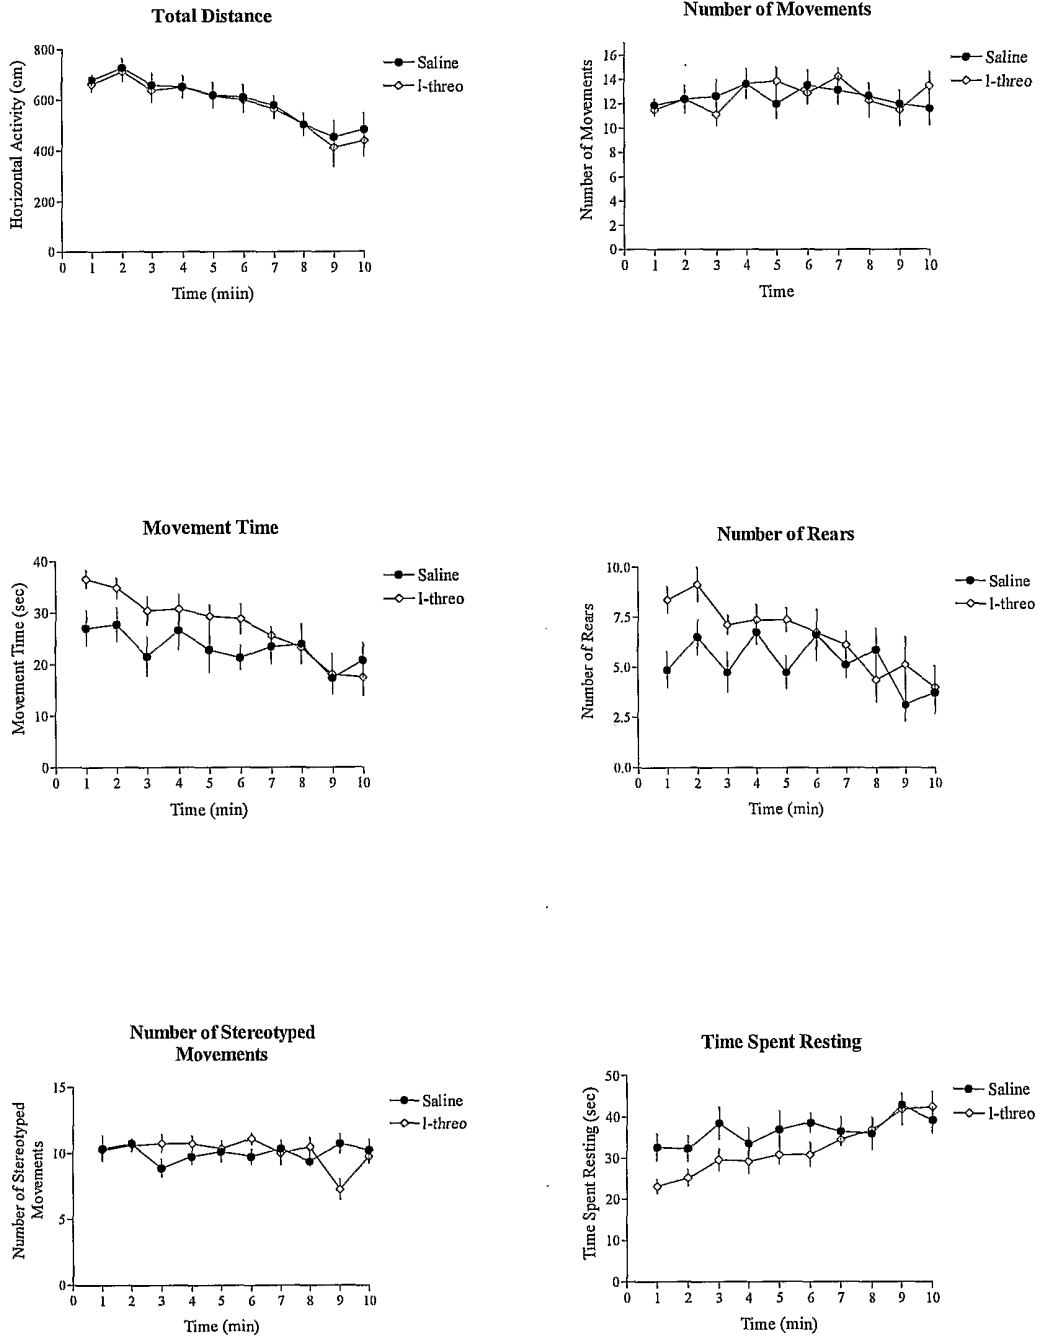 Total Distance
Horizontal Activity (cm)
800
600
400
200
0
0 1 2 3 4 5 6 7 8 9 10
Time (miin)
Saline
l-threo
Number of Movements
Number of Movements
16
14
12
10
8
6
4
2
0
0 1 2 3 4 5 6 7 8 9 10
Time
Saline
l-threo
Movement Time
Movement Time (sec)
40
30
20
10
0
0 1 2 3 4 5 6 7 8 9 10
Time (min)
Saline
l-threo
Number of Rears
Number of Rears
10.0
7.5
5.0
2.5
0.0
0 1 2 3 4 5 6 7 8 9 10
Time (min)
Saline
l-threo
Number of Stereotyped
Movements
Number of Stereotyped
Movements
15
10
5
0
0 1 2 3 4 5 6 7 8 9 10
Time (min)
Saline
l-threo
Time Spent Resting
Time Spent Resting (sec)
50
40
30
20
10
0
0 1 2 3 4 5 6 7 8 9 10
Time (min)
Saline
l-threo